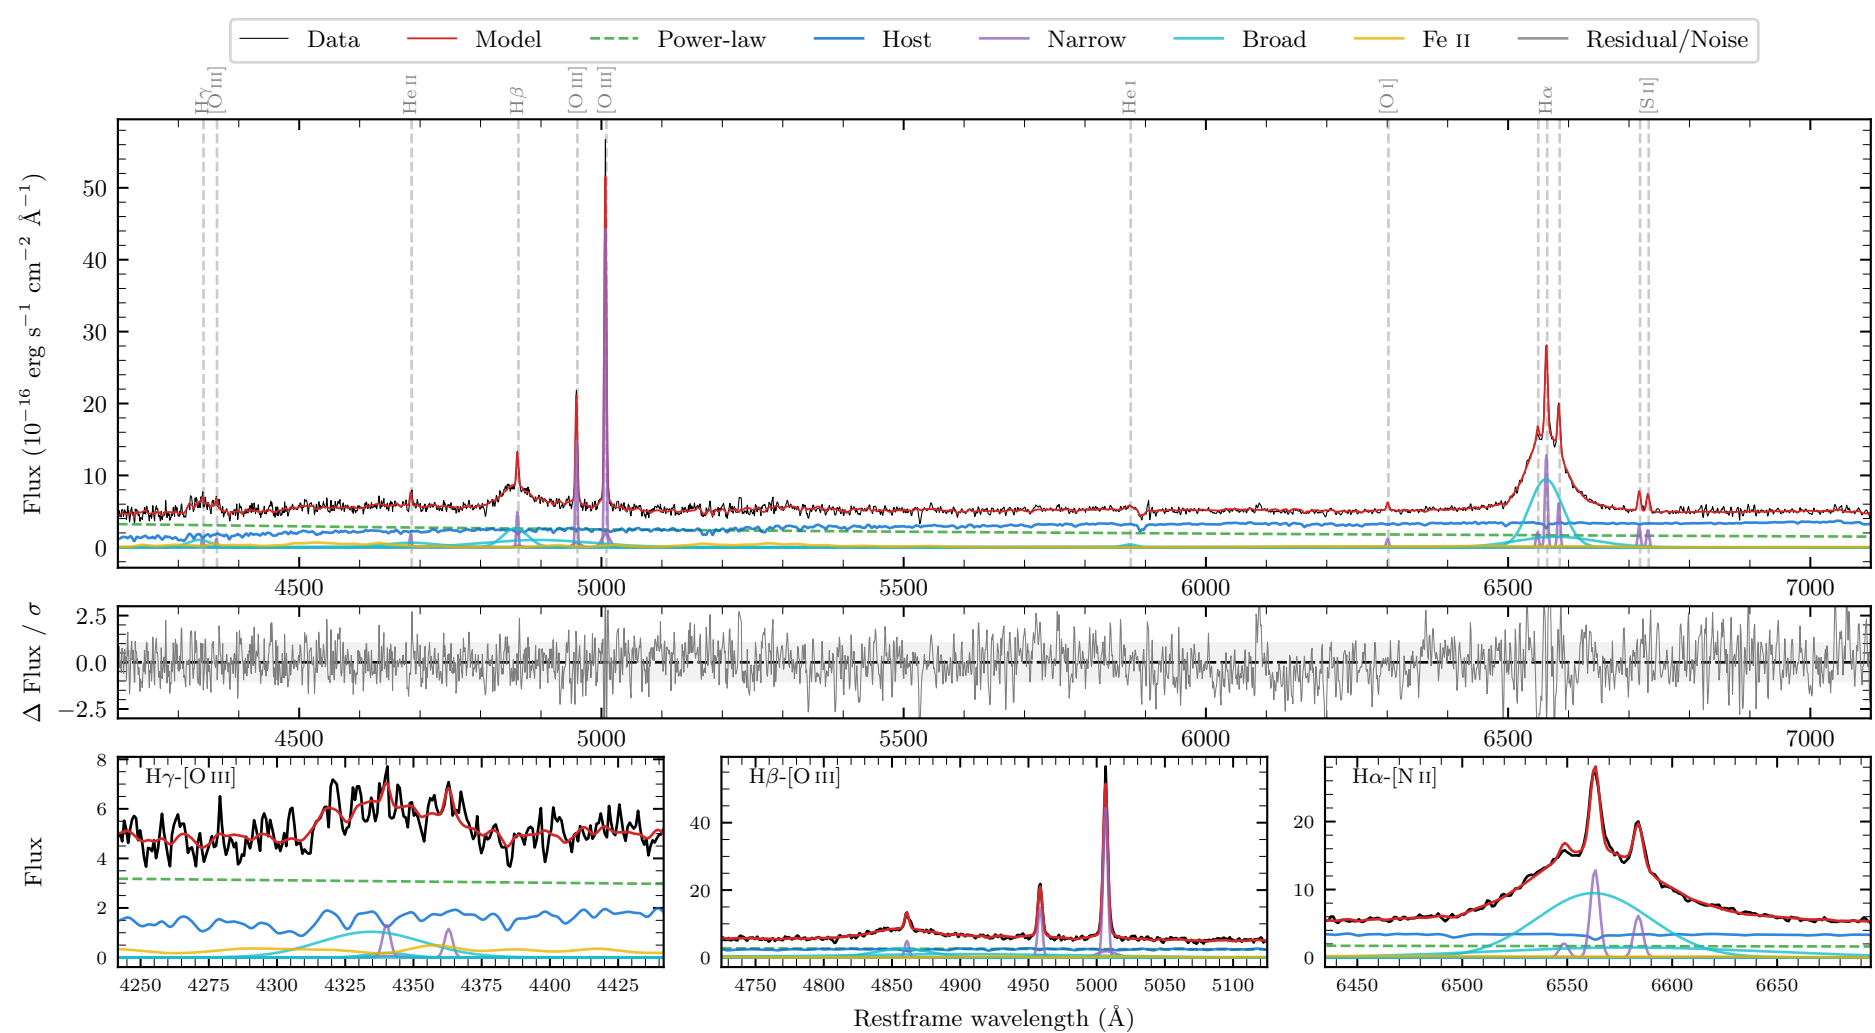 Data Model Power-law Host Narrow Broad Fe II Residual/Noise
Hγ [O III] He II Hβ [O III] [O III] He I [O I] Hα [S II]
Flux (10⁻¹⁶ erg s⁻¹ cm⁻² Å⁻¹)
50
40
30
20
10
0
4500 5000 5500 6000 6500 7000
Δ Flux / σ
2.5
0.0
−2.5
4500 5000 5500 6000 6500 7000
Flux
Hγ-[O III]
8
6
4
2
0
4250 4275 4300 4325 4350 4375 4400 4425
Hβ-[O III]
40
20
0
4750 4800 4850 4900 4950 5000 5050 5100
Hα-[N II]
20
10
0
6450 6500 6550 6600 6650
Restframe wavelength (Å)